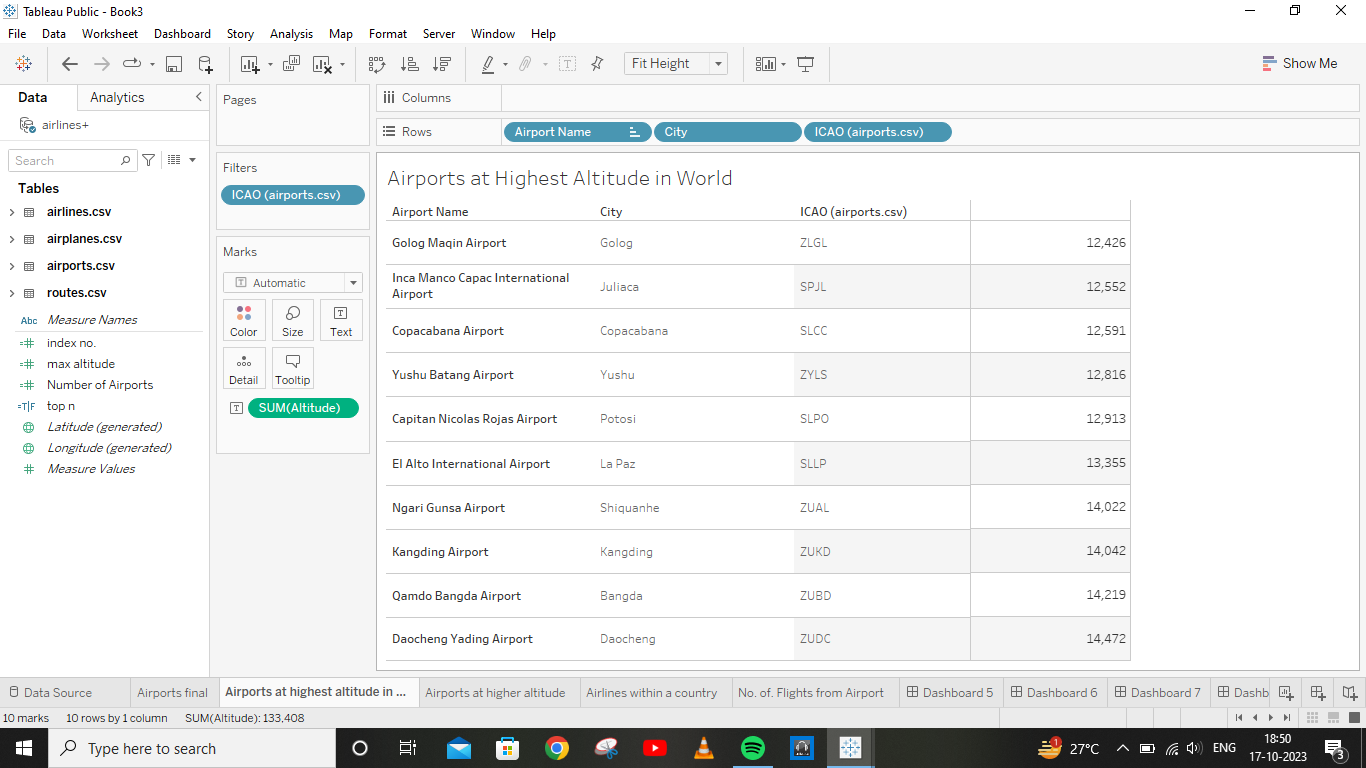 Tableau Public - Book3
File Data Worksheet Dashboard Story Analysis Map Format Server Window Help
Fit Height
Show Me
Data Analytics
airlines+
Search
Tables
airlines.csv
airplanes.csv
airports.csv
routes.csv
Abc Measure Names
=# index no.
=# max altitude
=# Number of Airports
=T|F top n
Latitude (generated)
Longitude (generated)
# Measure Values
Pages
Filters
ICAO (airports.csv)
Marks
T Automatic
Color Size Text
Detail Tooltip
T SUM(Altitude)
Columns
Rows Airport Name City ICAO (airports.csv)
Airports at Highest Altitude in World
Airport Name City ICAO (airports.csv)
Golog Maqin Airport Golog ZLGL 12,426
Inca Manco Capac International
Airport Juliaca SPJL 12,552
Copacabana Airport Copacabana SLCC 12,591
Yushu Batang Airport Yushu ZYLS 12,816
Capitan Nicolas Rojas Airport Potosi SLPO 12,913
El Alto International Airport La Paz SLLP 13,355
Ngari Gunsa Airport Shiquanhe ZUAL 14,022
Kangding Airport Kangding ZUKD 14,042
Qamdo Bangda Airport Bangda ZUBD 14,219
Daocheng Yading Airport Daocheng ZUDC 14,472
Data Source Airports final Airports at highest altitude in ... Airports at higher altitude Airlines within a country No. of. Flights from Airport Dashboard 5 Dashboard 6 Dashboard 7 Dashb
10 marks 10 rows by 1 column SUM(Altitude): 133,408
Type here to search
1 27°C ENG 18:50
17-10-2023 3